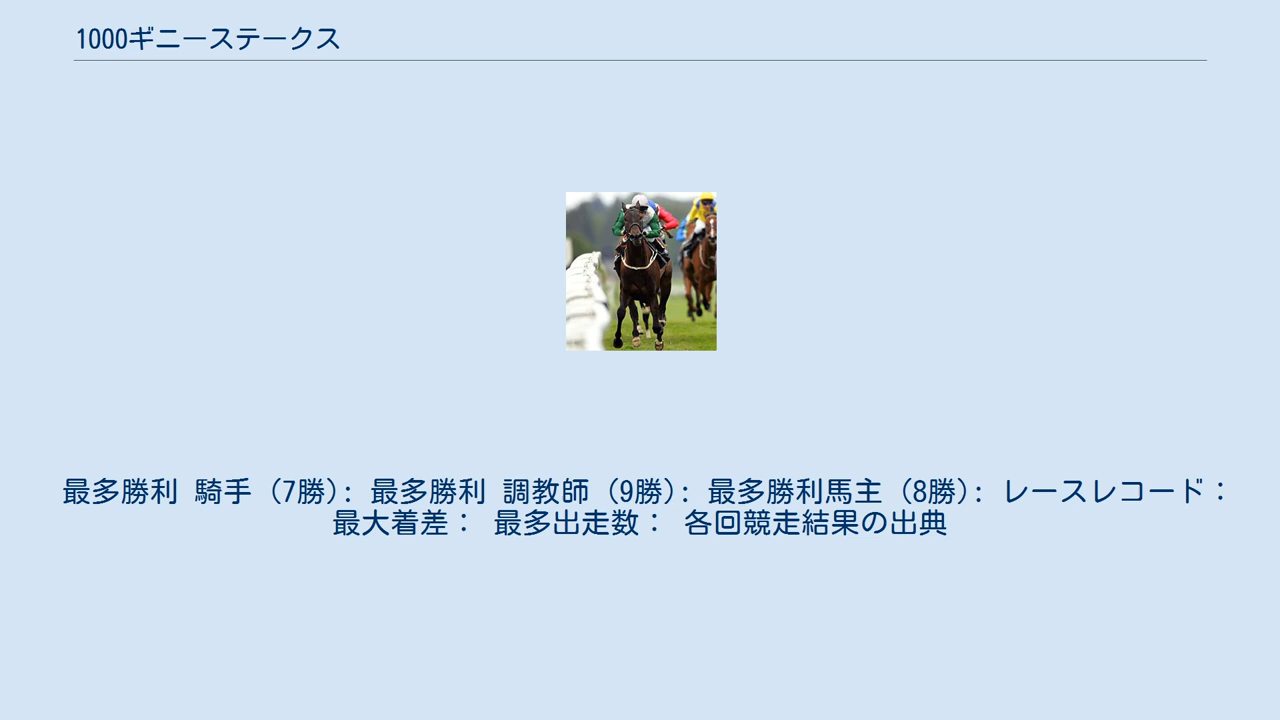 1000ギニーステークス
最多勝利 騎手 (7勝): 最多勝利 調教師 (9勝): 最多勝利馬主 (8勝): レースレコード：
最大着差： 最多出走数： 各回競走結果の出典